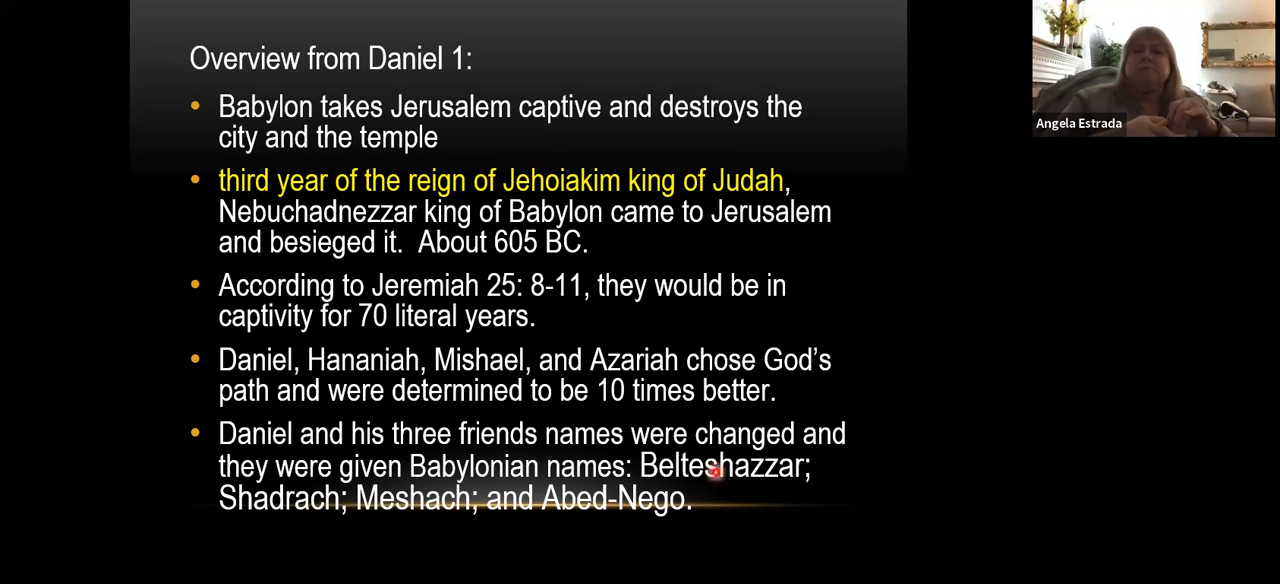 Overview from Daniel 1:
• Babylon takes Jerusalem captive and destroys the
city and the temple
• third year of the reign of Jehoiakim king of Judah,
Nebuchadnezzar king of Babylon came to Jerusalem
and besieged it.  About 605 BC.
• According to Jeremiah 25: 8-11, they would be in
captivity for 70 literal years.
• Daniel, Hananiah, Mishael, and Azariah chose God’s
path and were determined to be 10 times better.
• Daniel and his three friends names were changed and
they were given Babylonian names: Belteshazzar;
Shadrach; Meshach; and Abed-Nego.
Angela Estrada